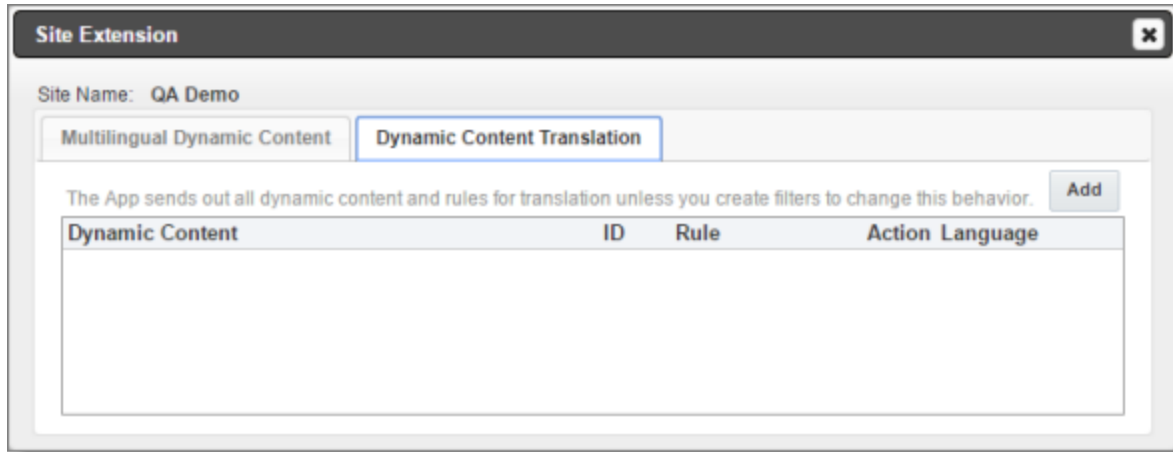 Site Extension
Site Name: QA Demo
Multilingual Dynamic Content Dynamic Content Translation
The App sends out all dynamic content and rules for translation unless you create filters to change this behavior. Add
Dynamic Content ID Rule Action Language